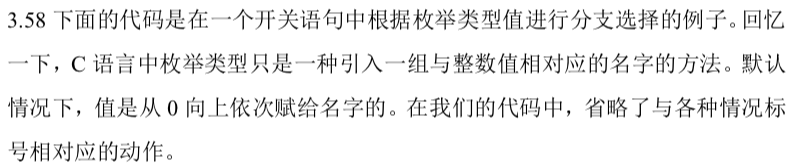 3.58 下面的代码是在一个开关语句中根据枚举类型值进行分支选择的例子。回忆
一下，C 语言中枚举类型只是一种引入一组与整数值相对应的名字的方法。默认
情况下，值是从 0 向上依次赋给名字的。在我们的代码中，省略了与各种情况标
号相对应的动作。